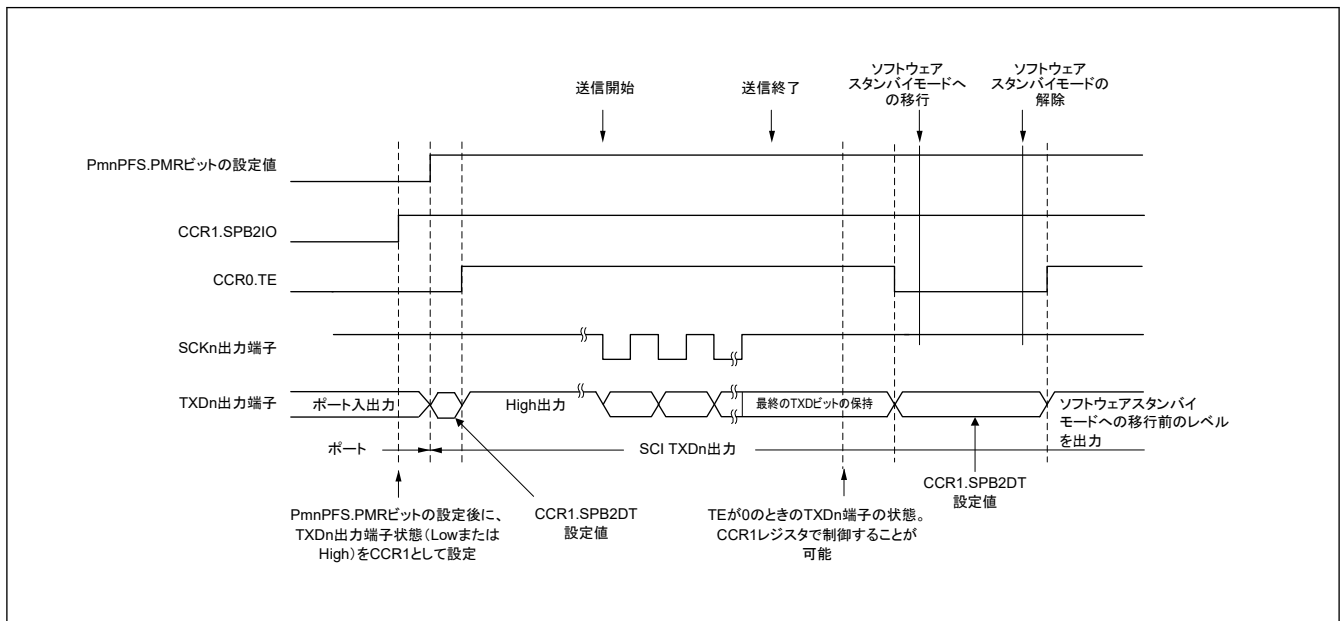 送信開始
送信終了
ソフトウェア
スタンバイモードへ
の移行
ソフトウェア
スタンバイモードの
解除
PmnPFS.PMRビットの設定値
CCR1.SPB2IO
CCR0.TE
SCKn出力端子
TXDn出力端子
ポート入出力
High出力
最終のTXDビットの保持
ソフトウェアスタンバイ
モードへの移行前のレベル
を出力
ポート
SCI TXDn出力
PmnPFS.PMRビットの設定後に、
TXDn出力端子状態(Lowまたは
High)をCCR1として設定
CCR1.SPB2DT
設定値
TEが0のときのTXDn端子の状態。
CCR1レジスタで制御することが
可能
CCR1.SPB2DT
設定値